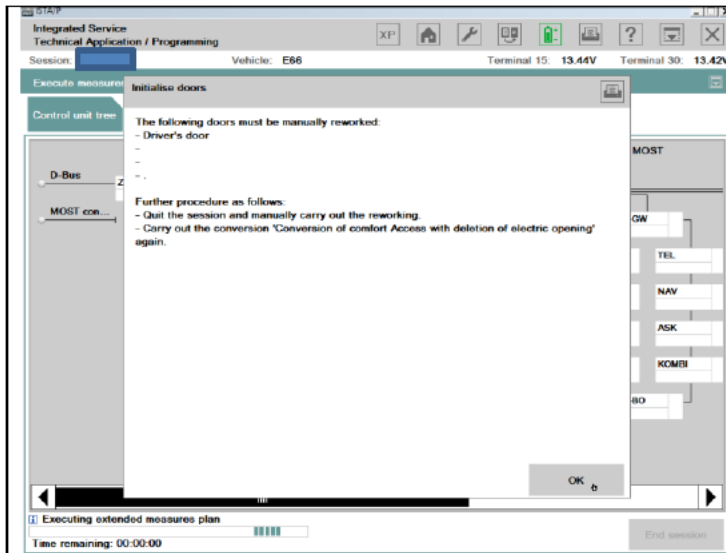 ISTA/P
Integrated Service
Technical Application / Programming
XP
?
Session:
Vehicle: E66
Terminal 15: 13.44V
Terminal 30: 13.42V
Execute measure
Initialise doors
Control unit tree
The following doors must be manually reworked:
- Driver's door
-
-
- .
Further procedure as follows:
- Quit the session and manually carry out the reworking.
- Carry out the conversion 'Conversion of comfort Access with deletion of electric opening'
again.
D-Bus
Z
MOST con...
MOST
GW
TEL
NAV
ASK
KOMBI
BO
OK
i Executing extended measures plan
Time remaining: 00:00:00
End session